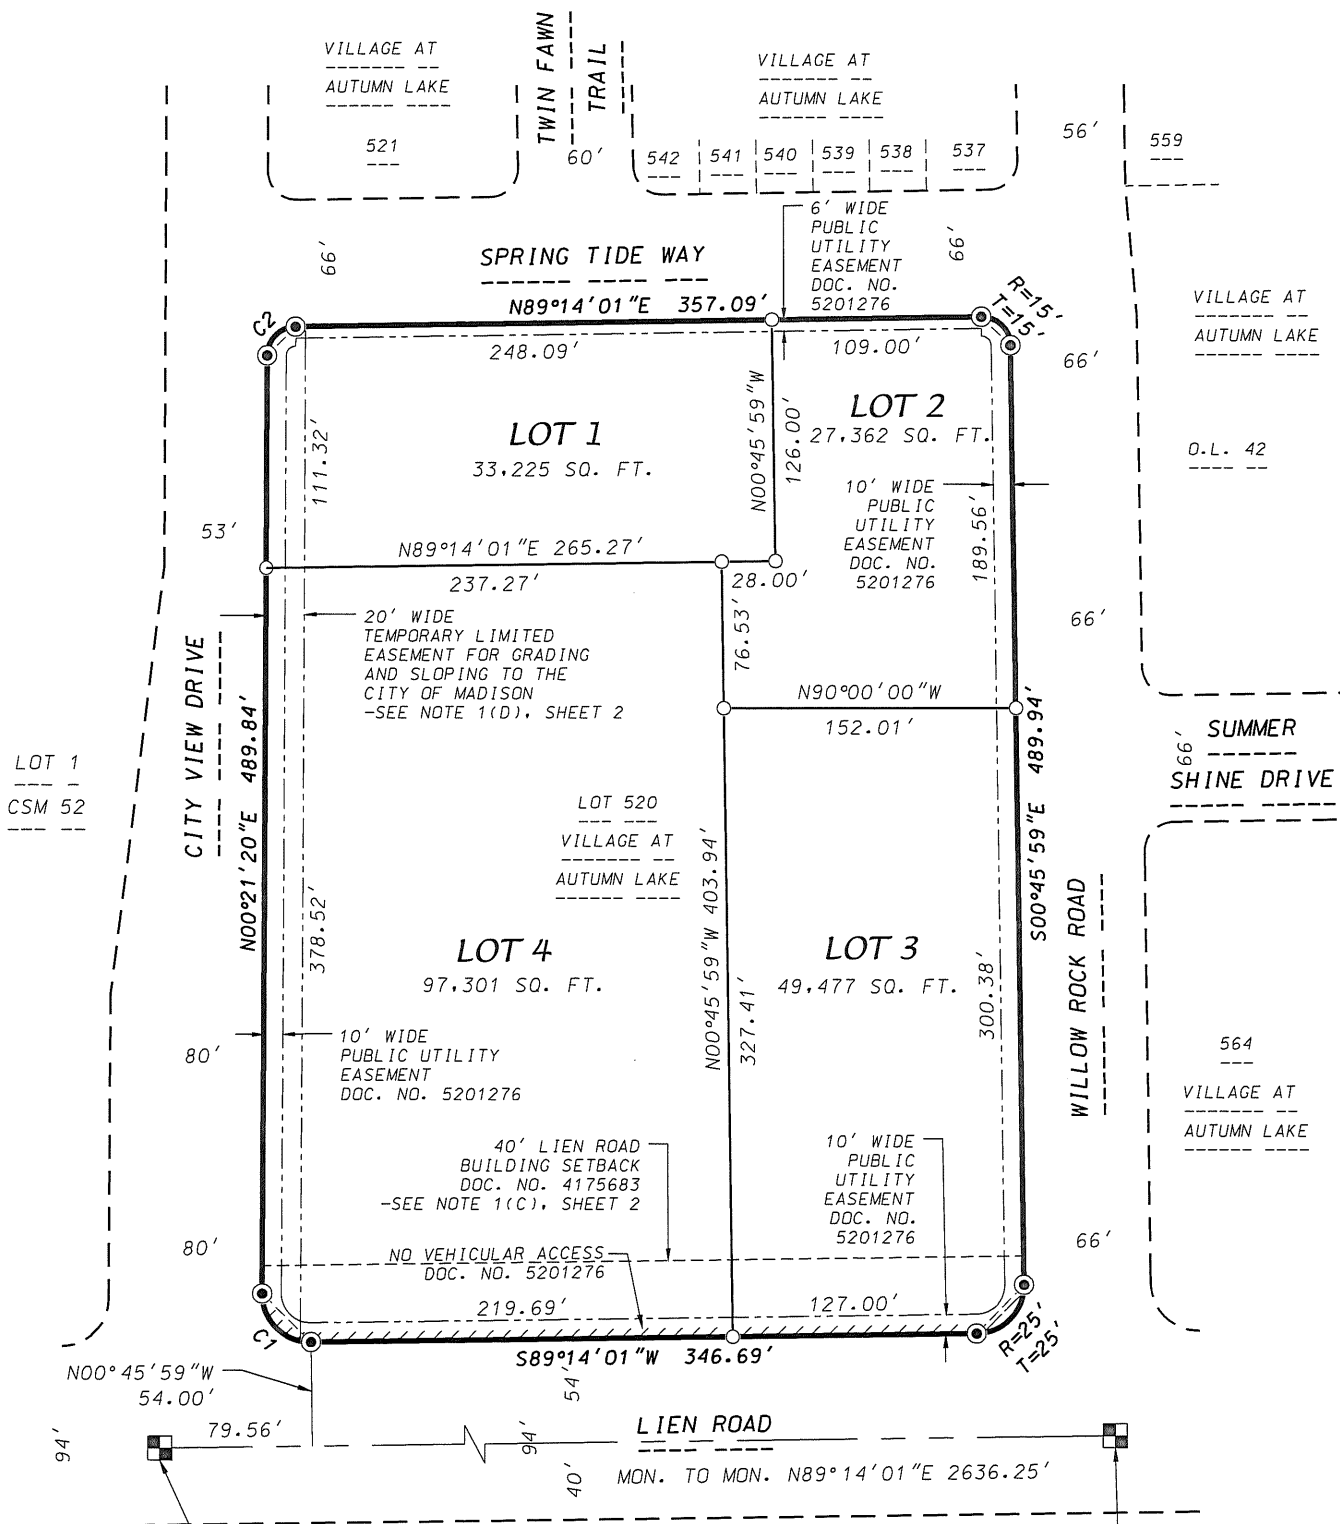 VILLAGE AT
AUTUMN LAKE
521
TWIN FAWN
TRAIL
60'
VILLAGE AT
AUTUMN LAKE
542
541
540
539
538
537
56'
559
66'
SPRING TIDE WAY
6' WIDE
PUBLIC
UTILITY
EASEMENT
DOC. NO.
5201276
66'
N89°14'01"E 357.09'
R=15'
T=15'
C2
248.09'
109.00'
66'
VILLAGE AT
AUTUMN LAKE
O.L. 42
111.32'
LOT 1
33,225 SQ. FT.
N00°45'59"W
126.00'
LOT 2
27,362 SQ. FT.
10' WIDE
PUBLIC
UTILITY
EASEMENT
DOC. NO.
5201276
189.56'
53'
N89°14'01"E 265.27'
237.27'
28.00'
20' WIDE
TEMPORARY LIMITED
EASEMENT FOR GRADING
AND SLOPING TO THE
CITY OF MADISON
-SEE NOTE 1(D), SHEET 2
76.53'
66'
N90°00'00"W
152.01'
CITY VIEW DRIVE
N00°21'20"E 489.84'
S00°45'59"E 489.94'
66'
SUMMER
SHINE DRIVE
LOT 1
CSM 52
LOT 520
VILLAGE AT
AUTUMN LAKE
N00°45'59"W 403.94'
327.41'
378.52'
LOT 4
97,301 SQ. FT.
LOT 3
49,477 SQ. FT.
300.38'
WILLOW ROCK ROAD
80'
10' WIDE
PUBLIC UTILITY
EASEMENT
DOC. NO. 5201276
564
VILLAGE AT
AUTUMN LAKE
40' LIEN ROAD
BUILDING SETBACK
DOC. NO. 4175683
-SEE NOTE 1(C), SHEET 2
10' WIDE
PUBLIC
UTILITY
EASEMENT
DOC. NO.
5201276
80'
66'
NO VEHICULAR ACCESS
DOC. NO. 5201276
219.69'
127.00'
C1
R=25'
T=25'
S89°14'01"W 346.69'
N00°45'59"W
54.00'
54'
79.56'
94'
94'
LIEN ROAD
40'
MON. TO MON. N89°14'01"E 2636.25'